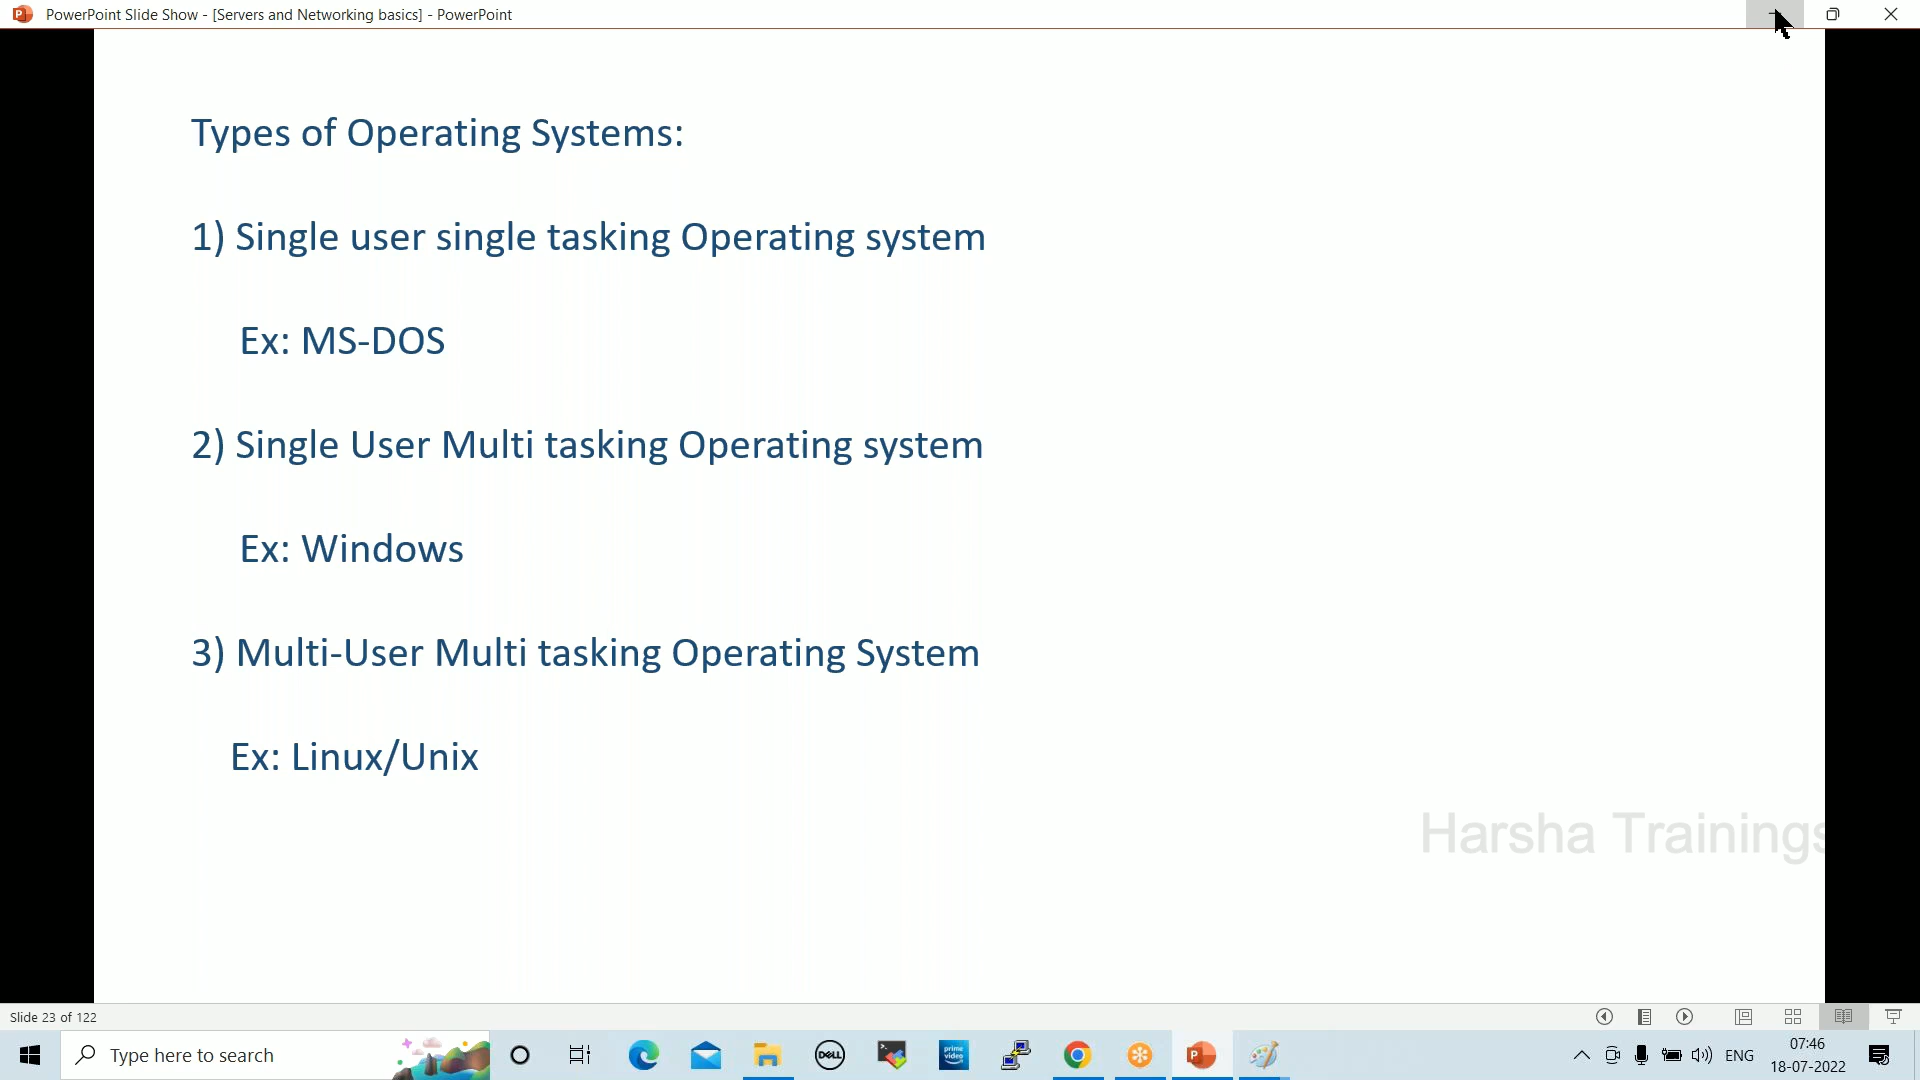 PowerPoint Slide Show - [Servers and Networking basics] - PowerPoint
Types of Operating Systems:
1) Single user single tasking Operating system
Ex: MS-DOS
2) Single User Multi tasking Operating system
Ex: Windows
3) Multi-User Multi tasking Operating System
Ex: Linux/Unix
Harsha Trainings
Slide 23 of 122
Type here to search
DELL
prime video
ENG
07:46
18-07-2022